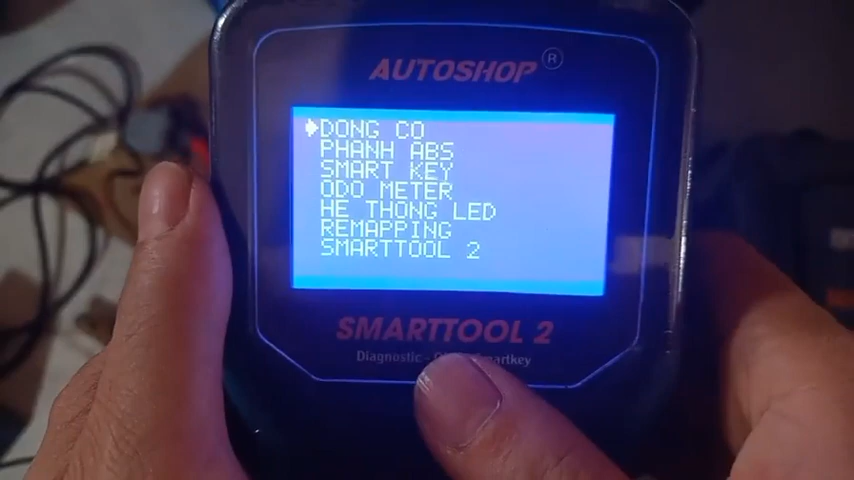 AUTOSHOP ®
DONG CO
PHANH ABS
SMART KEY
ODO METER
HE THONG LED
REMAPPING
SMARTTOOL 2
SMARTTOOL 2
Diagnostic - Smartkey